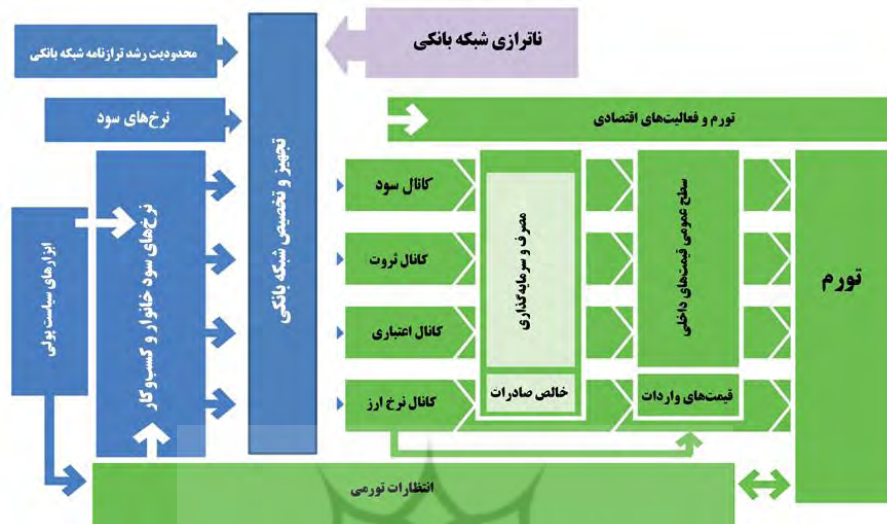 ناترازی شبکه بانکی
محدودیت رشد ترازنامه شبکه بانکی
نرخ‌های سود
تورم و فعالیت‌های اقتصادی
ابزارهای سیاست پولی
نرخ‌های سود خانوار و کسب‌وکار
تجهیز و تخصیص شبکه بانکی
کانال سود
کانال ثروت
کانال اعتباری
کانال نرخ ارز
مصرف و سرمایه‌گذاری
خالص صادرات
سطح عمومی قیمت‌های داخلی
قیمت‌های واردات
تورم
انتظارات تورمی